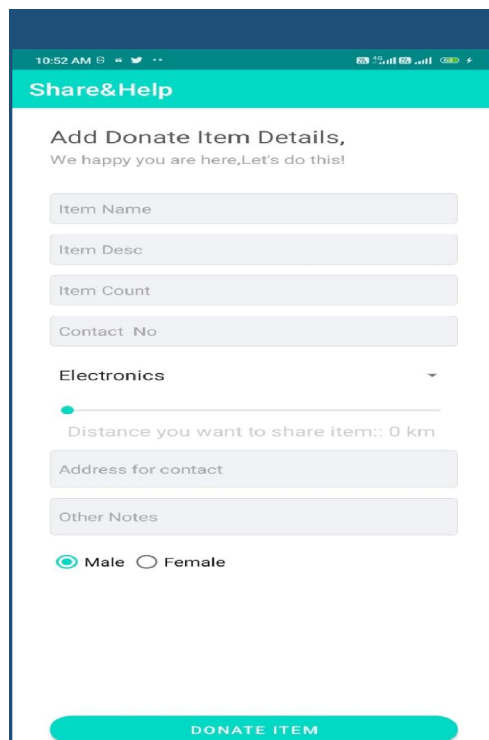 10:52 AM
Share&Help
Add Donate Item Details,
We happy you are here,Let's do this!
Item Name
Item Desc
Item Count
Contact No
Electronics
Distance you want to share item:: 0 km
Address for contact
Other Notes
Male Female
DONATE ITEM